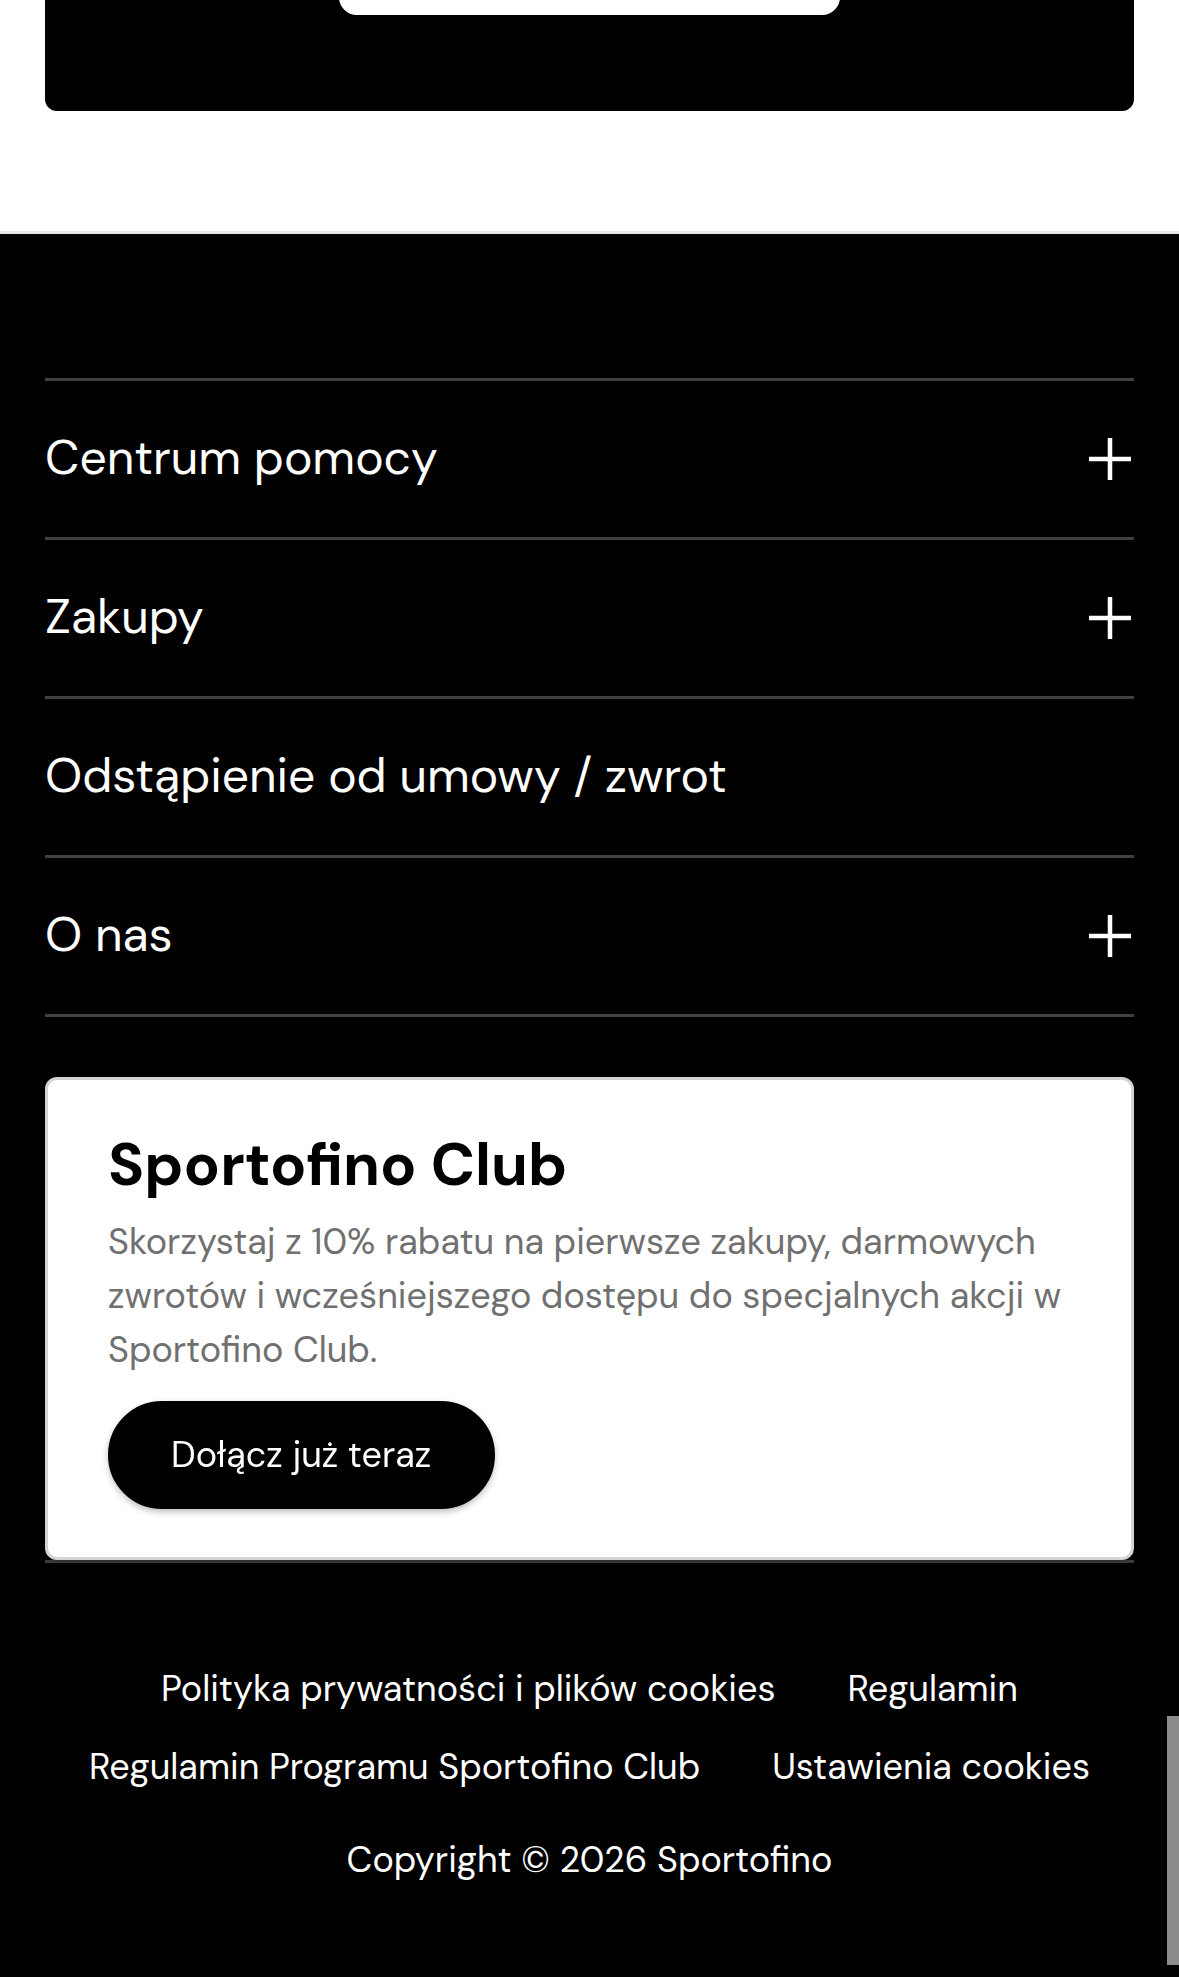 Centrum pomocy
Zakupy
Odstąpienie od umowy / zwrot
O nas
Sportofino Club
Skorzystaj z 10% rabatu na pierwsze zakupy, darmowych
zwrotów i wcześniejszego dostępu do specjalnych akcji w
Sportofino Club.
Dołącz już teraz
Polityka prywatności i plików cookies Regulamin
Regulamin Programu Sportofino Club Ustawienia cookies
Copyright © 2026 Sportofino